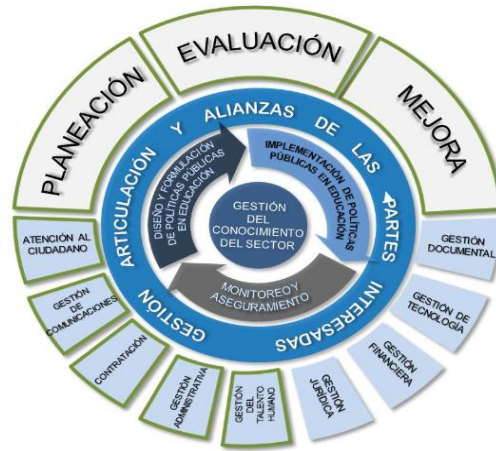 PLANEACIÓN
EVALUACIÓN
MEJORA
GESTIÓN ARTICULACIÓN Y ALIANZAS DE LAS PARTES INTERESADAS
DISEÑO Y FORMULACIÓN
DE POLÍTICAS PÚBLICAS
EN EDUCACIÓN
IMPLEMENTACIÓN DE POLÍTICAS
PÚBLICAS EN EDUCACIÓN
GESTIÓN
DEL
CONOCIMIENTO
DEL SECTOR
MONITOREO Y
ASEGURAMIENTO
ATENCIÓN AL
CIUDADANO
GESTIÓN
DE
COMUNICACIONES
CONTRATACIÓN
GESTIÓN
ADMINISTRATIVA
GESTIÓN
DEL
TALENTO
HUMANO
GESTIÓN
JURÍDICA
GESTIÓN
FINANCIERA
GESTIÓN DE
TECNOLOGÍA
GESTIÓN
DOCUMENTAL